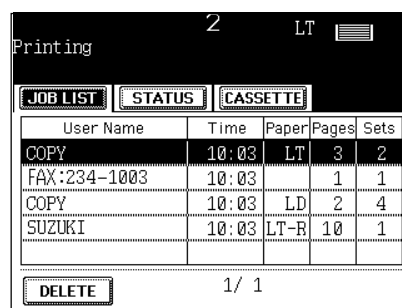 2 LT
Printing
JOB LIST STATUS CASSETTE
User Name Time Paper Pages Sets
COPY 10:03 LT 3 2
FAX:234-1003 10:03 1 1
COPY 10:03 LD 2 4
SUZUKI 10:03 LT-R 10 1
DELETE 1/ 1